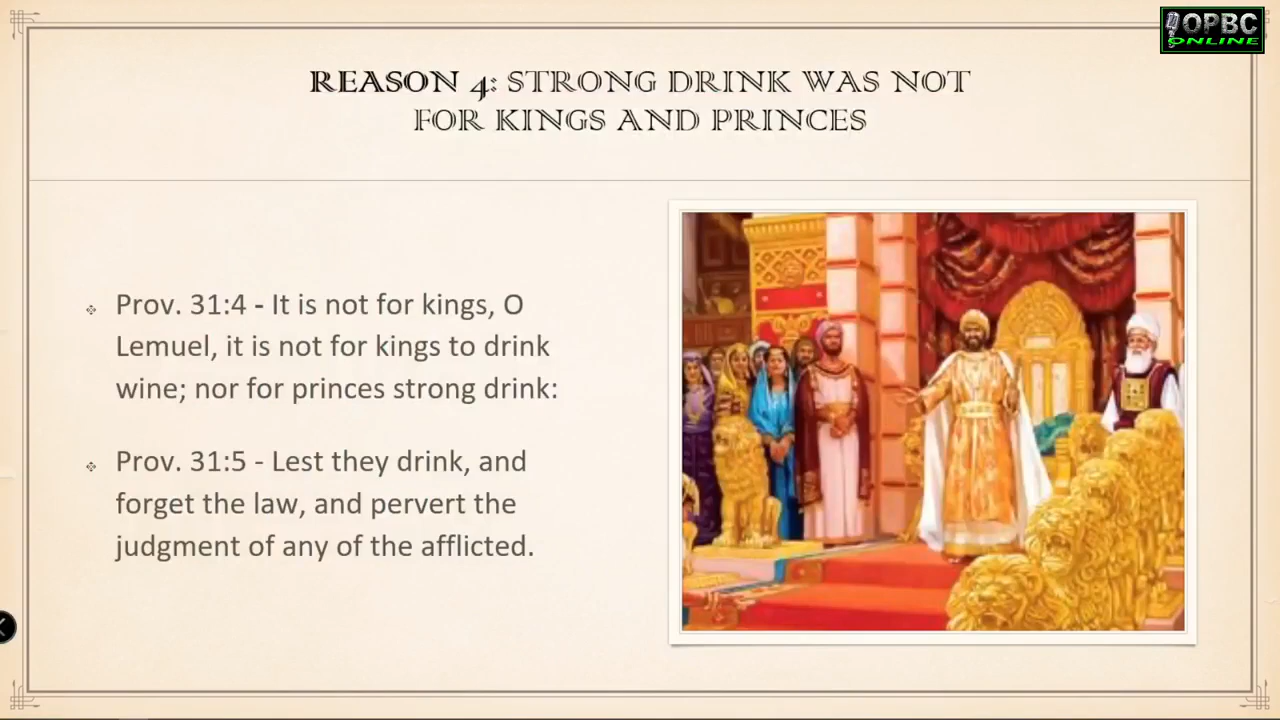 OPBC
ONLINE
REASON 4: STRONG DRINK WAS NOT
FOR KINGS AND PRINCES
Prov. 31:4 - It is not for kings, O
Lemuel, it is not for kings to drink
wine; nor for princes strong drink:
Prov. 31:5 - Lest they drink, and
forget the law, and pervert the
judgment of any of the afflicted.